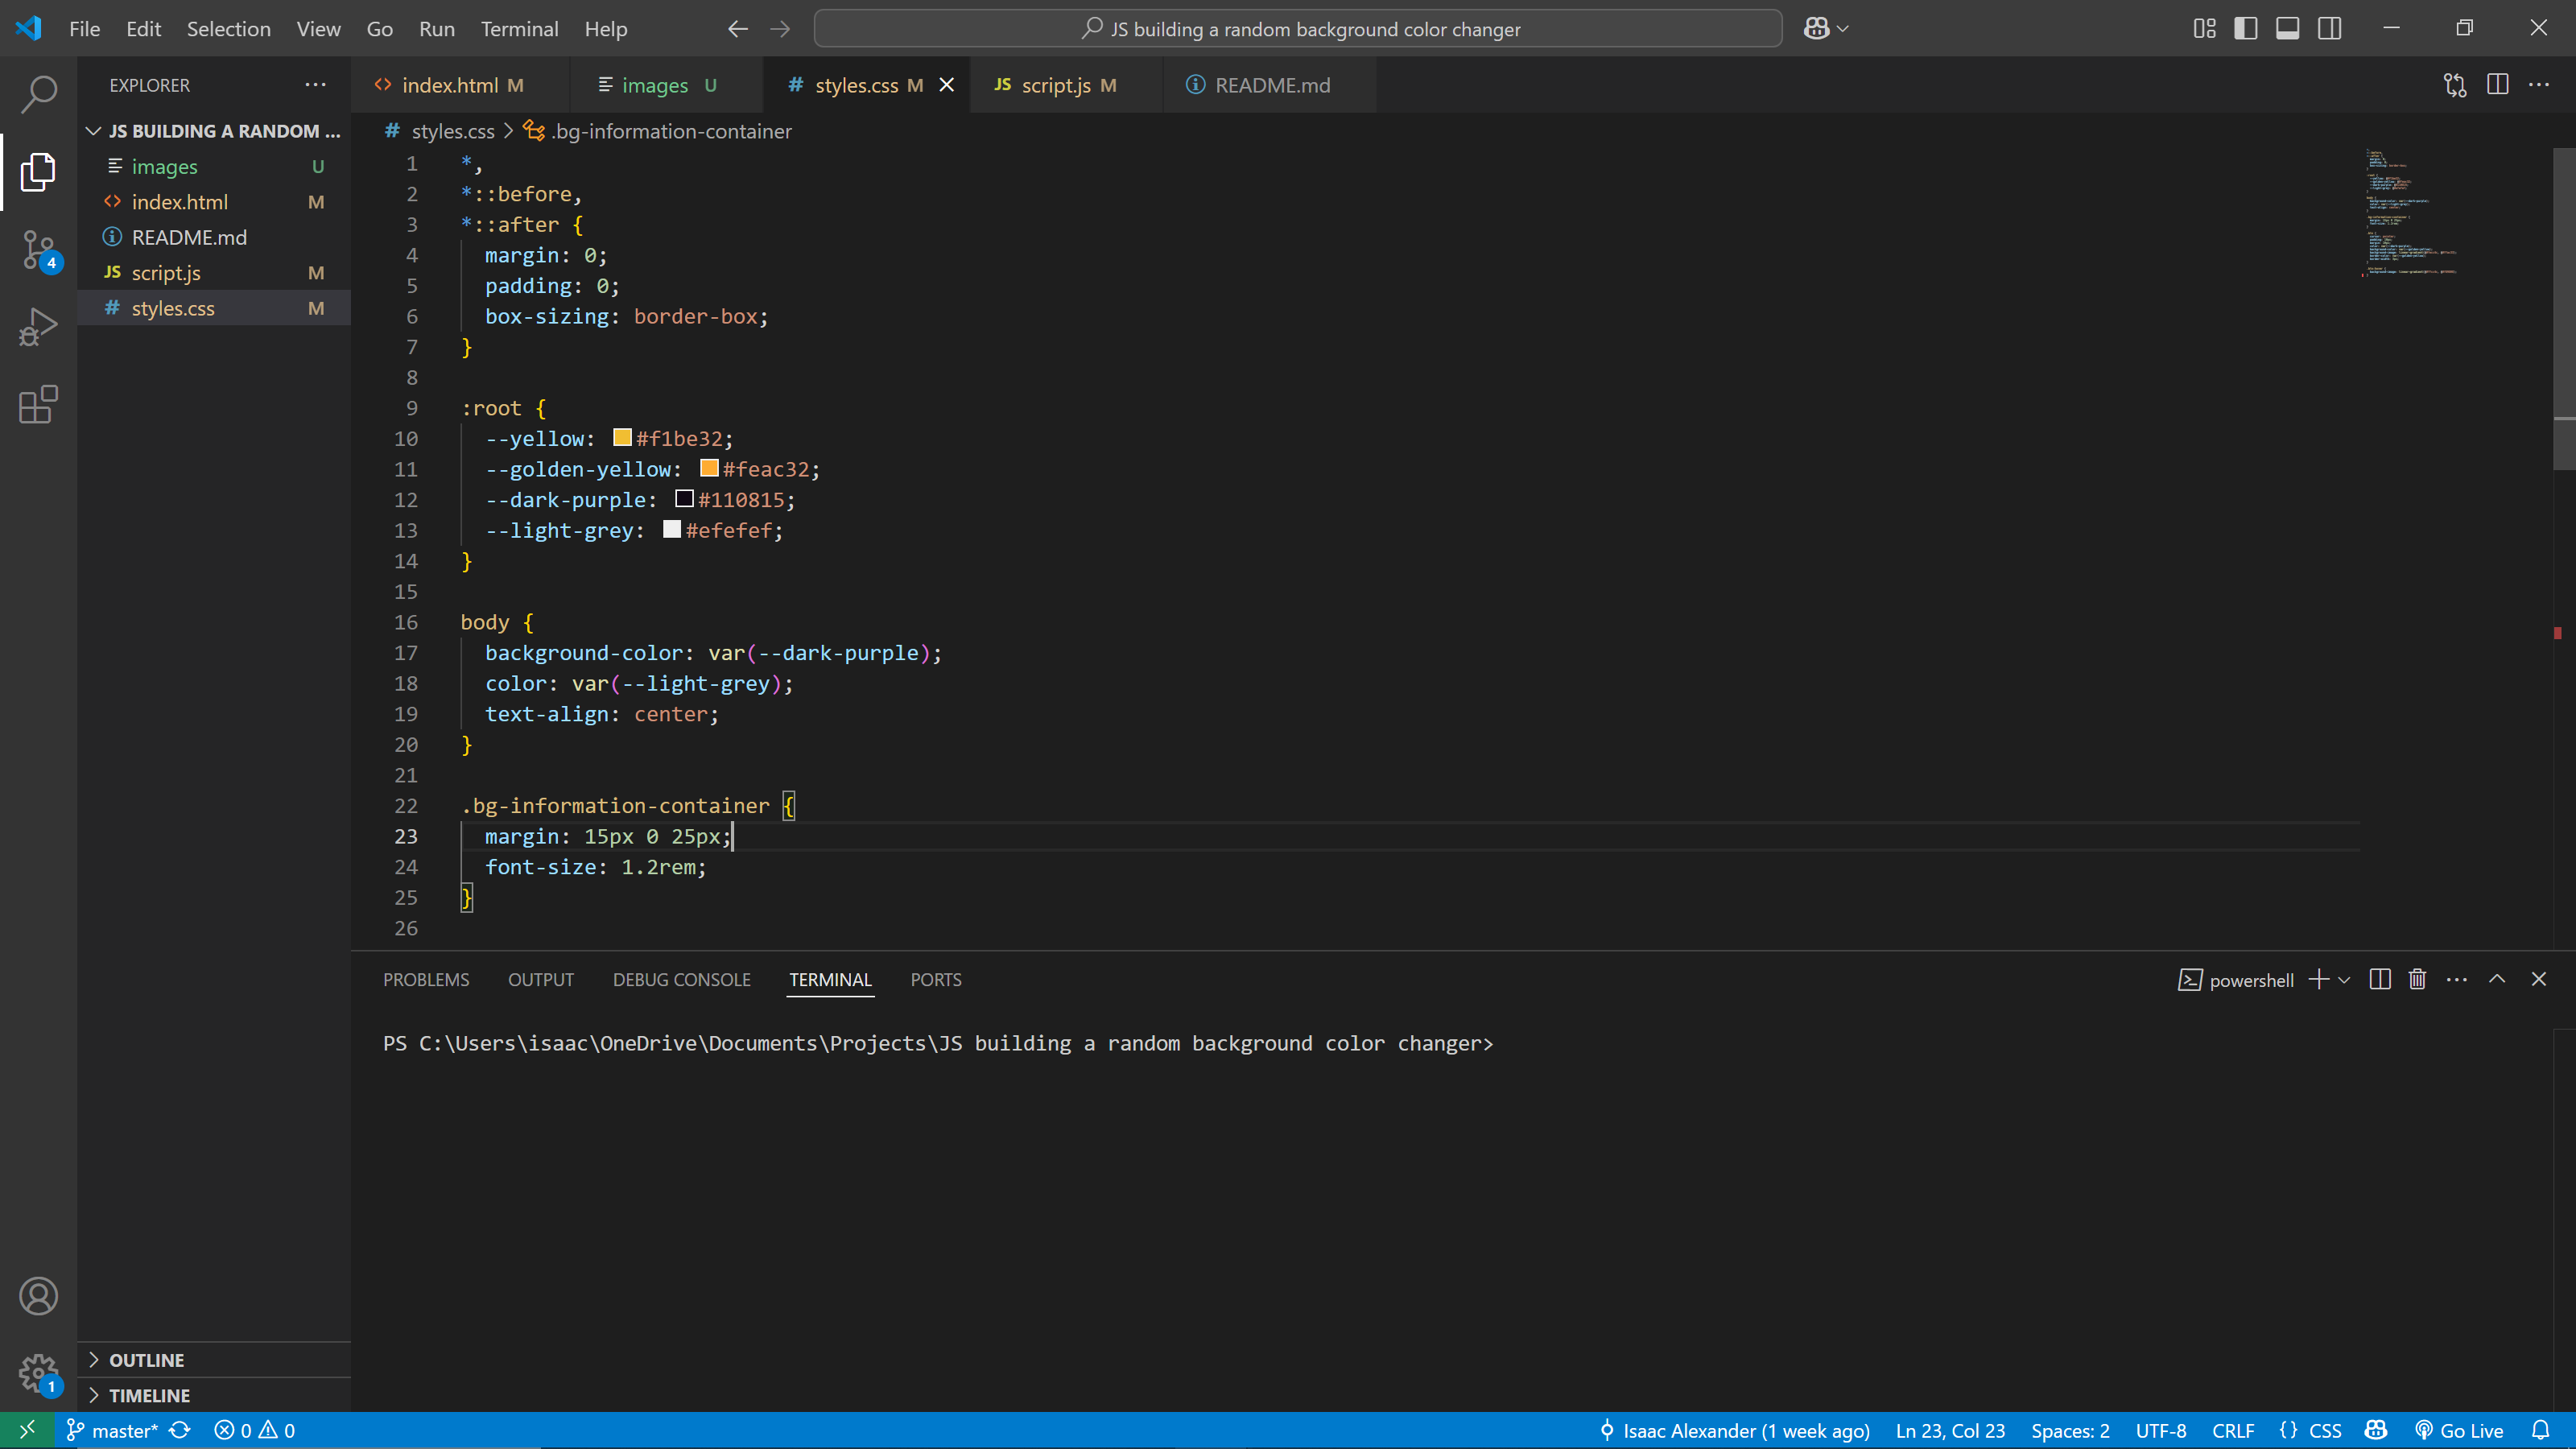 File Edit Selection View Go Run Terminal Help
JS building a random background color changer
EXPLORER
JS BUILDING A RANDOM ...
images U
index.html M
README.md
JS script.js M
# styles.css M
4
OUTLINE
TIMELINE
1
index.html M
images U
# styles.css M
JS script.js M
README.md
# styles.css > .bg-information-container
1 *,
2 *::before,
3 *::after {
4 margin: 0;
5 padding: 0;
6 box-sizing: border-box;
7 }
8
9 :root {
10 --yellow: #f1be32;
11 --golden-yellow: #feac32;
12 --dark-purple: #110815;
13 --light-grey: #efefef;
14 }
15
16 body {
17 background-color: var(--dark-purple);
18 color: var(--light-grey);
19 text-align: center;
20 }
21
22 .bg-information-container {
23 margin: 15px 0 25px;
24 font-size: 1.2rem;
25 }
26
PROBLEMS OUTPUT DEBUG CONSOLE TERMINAL PORTS
powershell
PS C:\Users\isaac\OneDrive\Documents\Projects\JS building a random background color changer>
master* 0 0
Isaac Alexander (1 week ago) Ln 23, Col 23 Spaces: 2 UTF-8 CRLF {} CSS Go Live